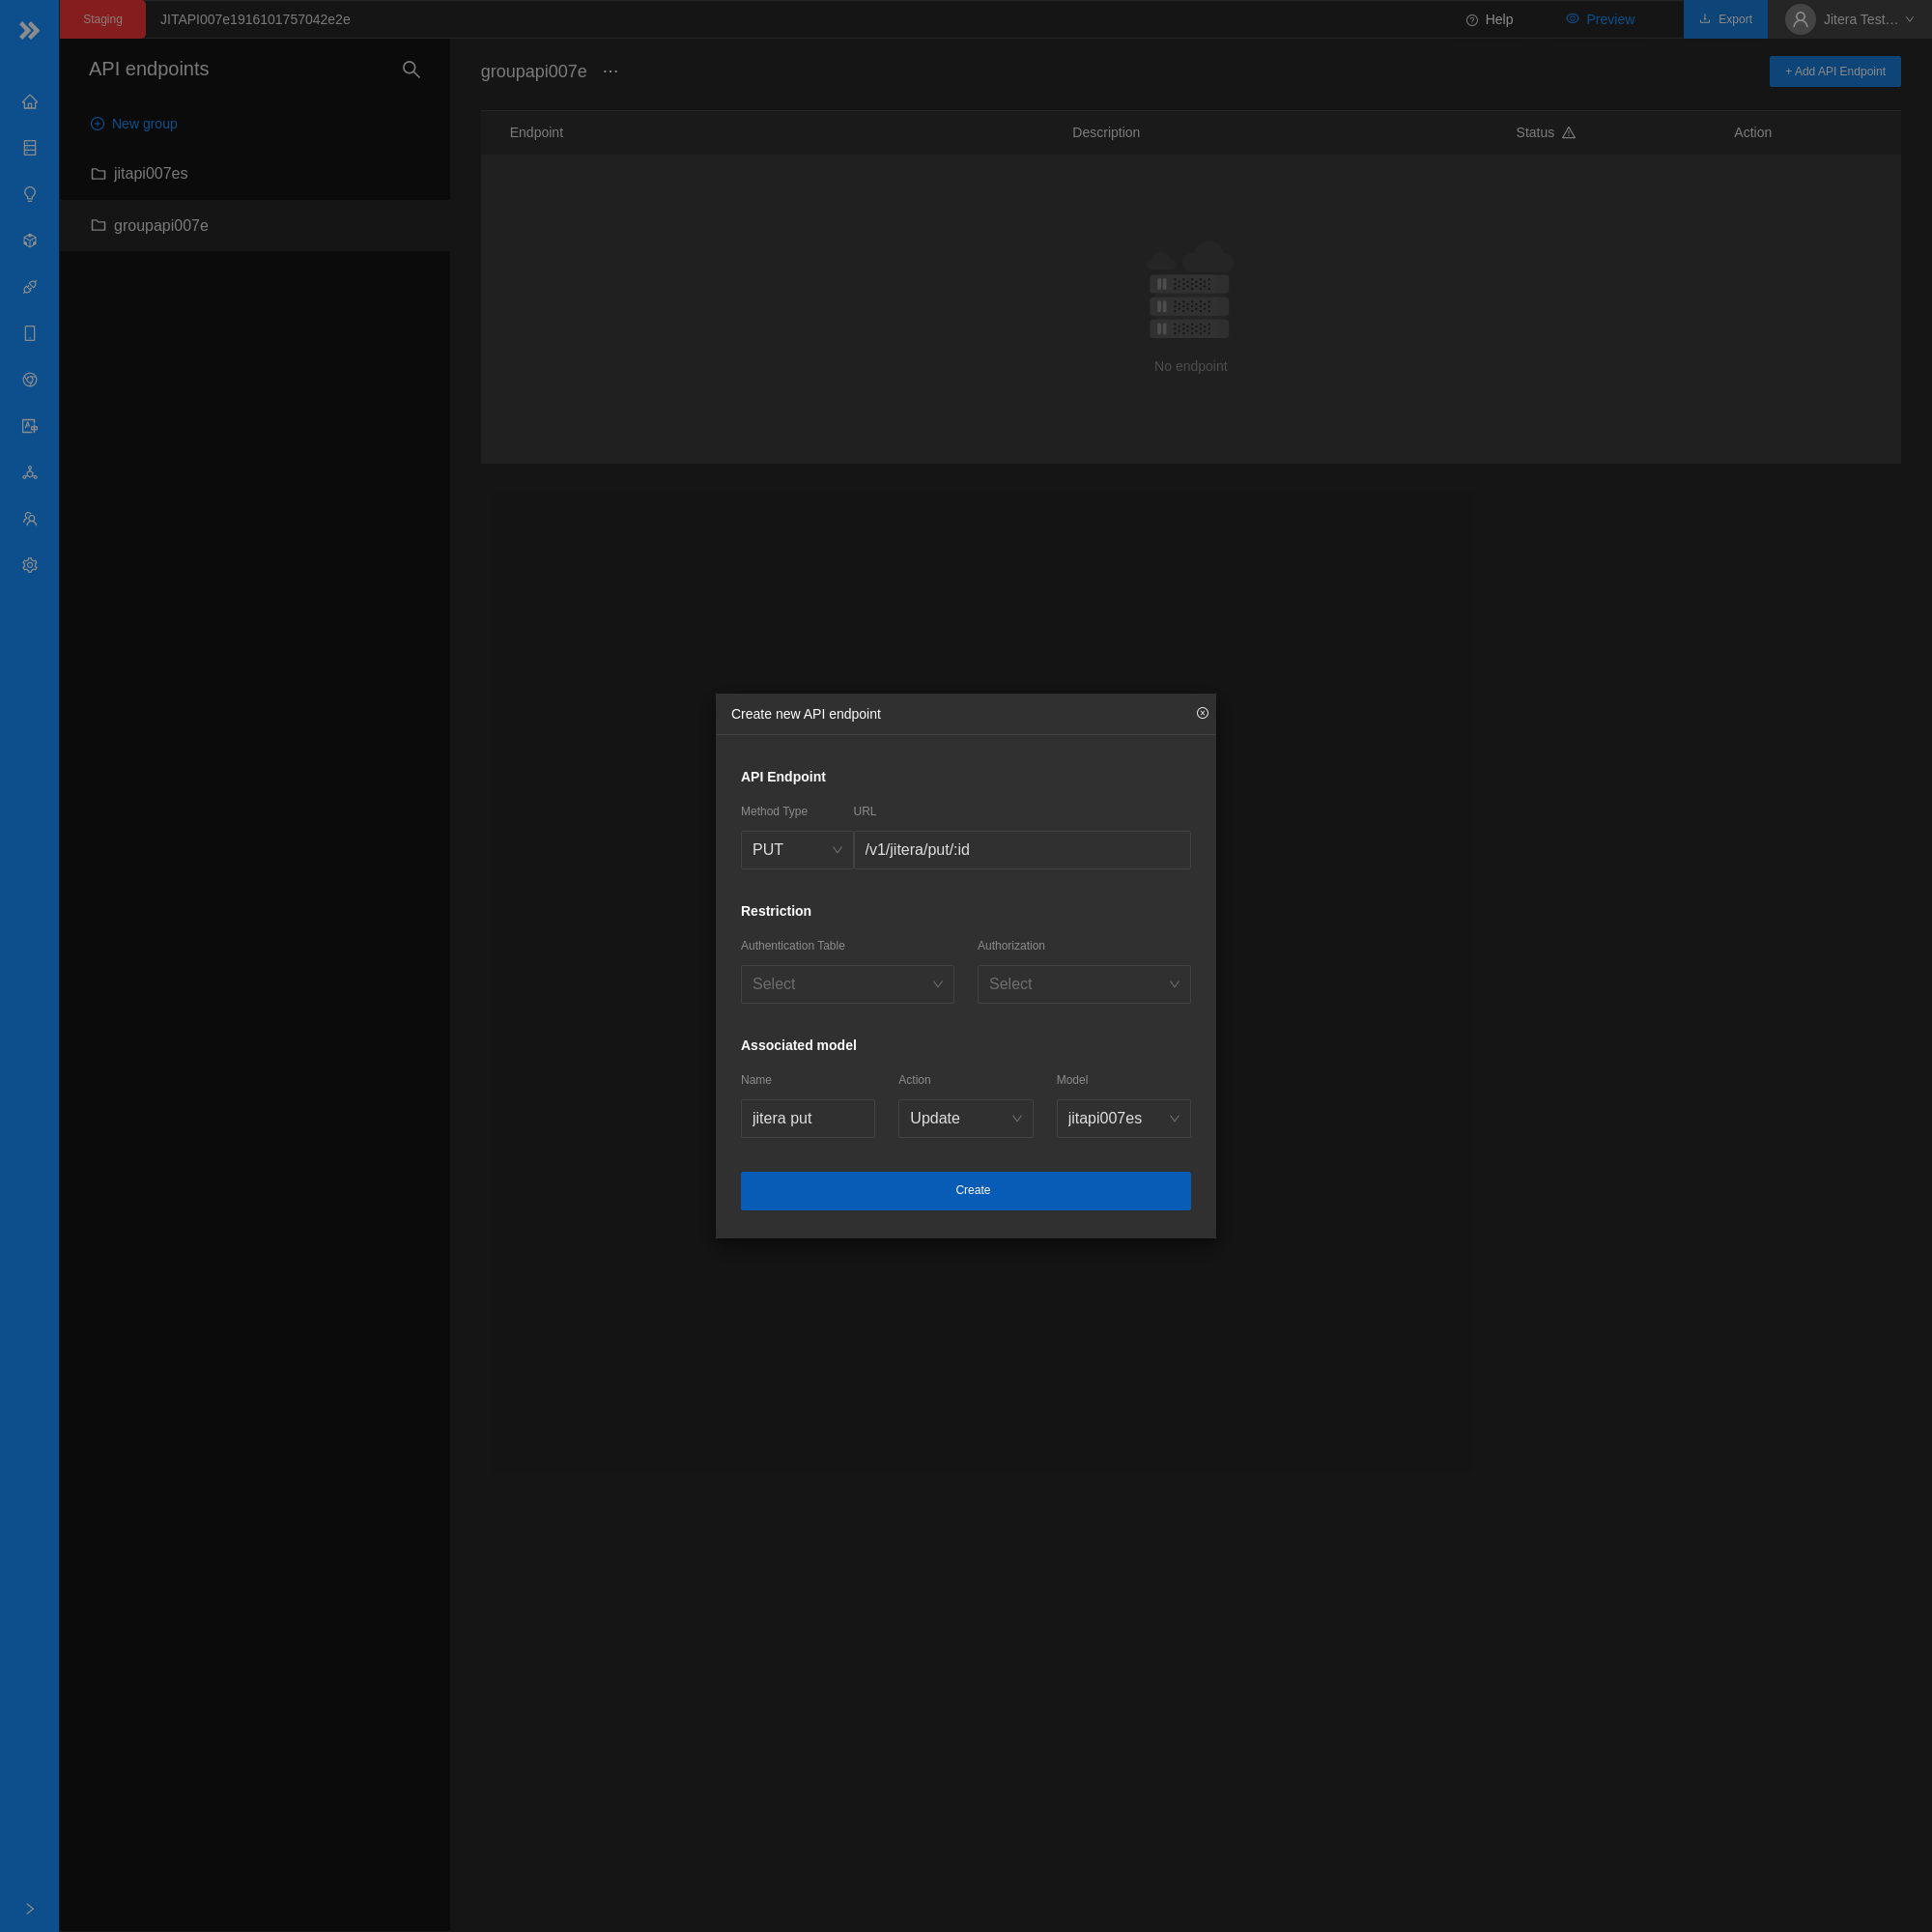 Staging
JITAPI007e1916101757042e2e
Help
Preview
Export
Jitera Test...
API endpoints
New group
jitapi007es
groupapi007e
groupapi007e ...
+ Add API Endpoint
Endpoint Description Status Action
No endpoint
Create new API endpoint
API Endpoint
Method Type URL
PUT /v1/jitera/put/:id
Restriction
Authentication Table Authorization
Select Select
Associated model
Name Action Model
jitera put Update jitapi007es
Create